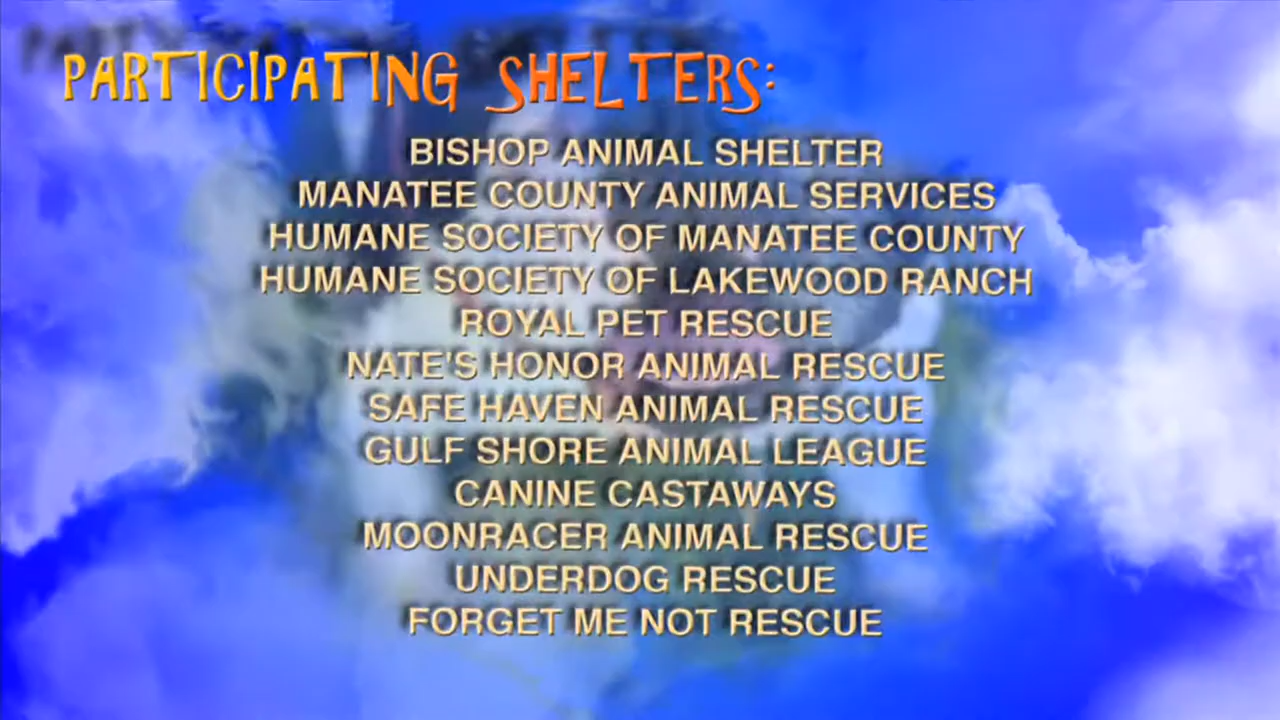 PARTICIPATING SHELTERS:
BISHOP ANIMAL SHELTER
MANATEE COUNTY ANIMAL SERVICES
HUMANE SOCIETY OF MANATEE COUNTY
HUMANE SOCIETY OF LAKEWOOD RANCH
ROYAL PET RESCUE
NATE'S HONOR ANIMAL RESCUE
SAFE HAVEN ANIMAL RESCUE
GULF SHORE ANIMAL LEAGUE
CANINE CASTAWAYS
MOONRACER ANIMAL RESCUE
UNDERDOG RESCUE
FORGET ME NOT RESCUE